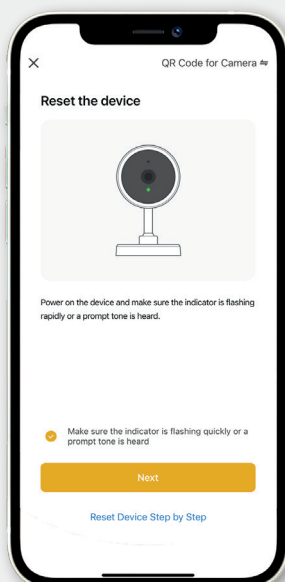 QR Code for Camera
Reset the device
Power on the device and make sure the indicator is flashing
rapidly or a prompt tone is heard.
Make sure the indicator is flashing quickly or a
prompt tone is heard
Next
Reset Device Step by Step